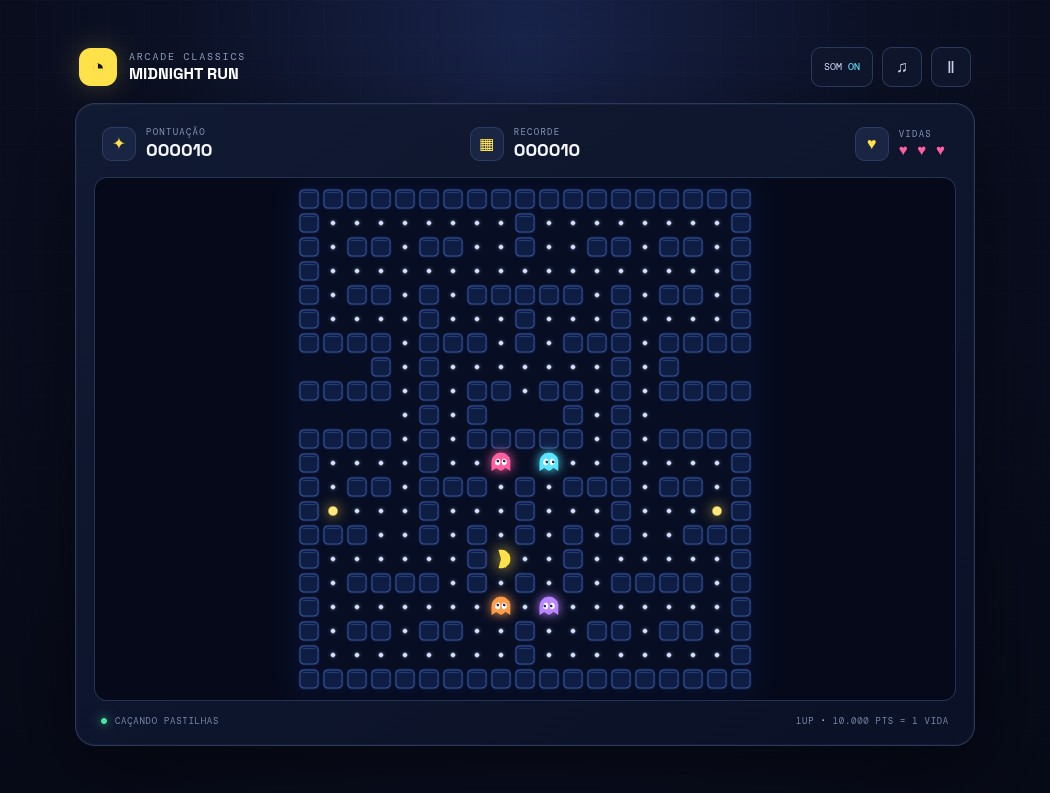 ARCADE CLASSICS
MIDNIGHT RUN
SOM ON
PONTUAÇÃO
000010
RECORDE
000010
VIDAS
CAÇANDO PASTILHAS
1UP • 10.000 PTS = 1 VIDA